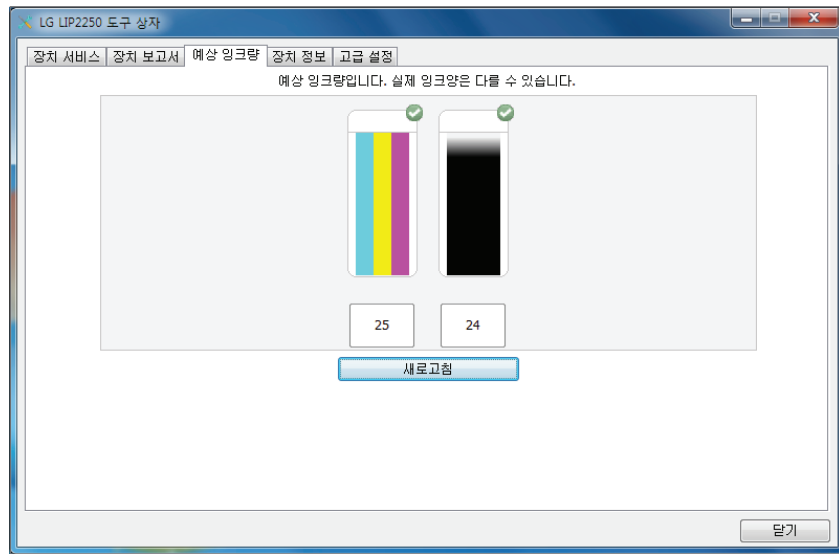 LG LIP2250 도구 상자
장치 서비스 장치 보고서 예상 잉크량 장치 정보 고급 설정
예상 잉크량입니다. 실제 잉크양은 다를 수 있습니다.
25 24
새로고침
닫기